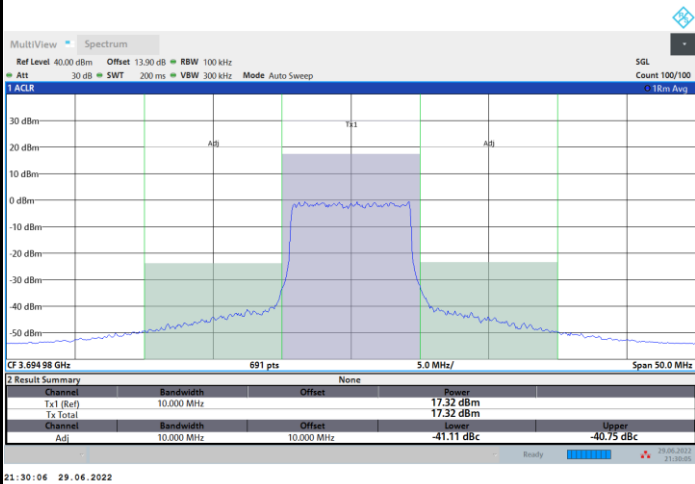 MultiView Spectrum
Ref Level 40.00 dBm Offset 13.90 dB RBW 100 kHz SGL
Att 30 dB SWT 200 ms VBW 300 kHz Mode Auto Sweep Count 100/100
1 ACLR 1Rm Avg
30 dBm
Tx1
20 dBm
Adj Adj
10 dBm
0 dBm
-10 dBm
-20 dBm
-30 dBm
-40 dBm
-50 dBm
CF 3.694 98 GHz 691 pts 5.0 MHz/ Span 50.0 MHz
2 Result Summary None
Channel Bandwidth Offset Power
Tx1 (Ref) 10.000 MHz 17.32 dBm
Tx Total 17.32 dBm
Channel Bandwidth Offset Lower Upper
Adj 10.000 MHz 10.000 MHz -41.11 dBc -40.75 dBc
Ready 29.06.2022
21:30:05
21:30:06 29.06.2022